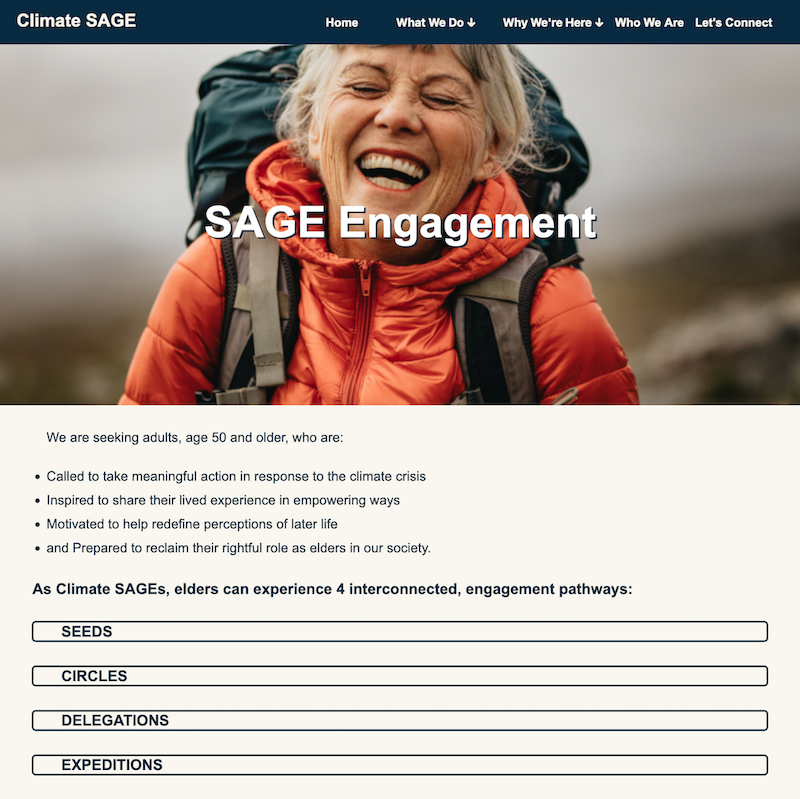 Climate SAGE
Home What We Do ↓ Why We're Here ↓ Who We Are Let's Connect
SAGE Engagement
We are seeking adults, age 50 and older, who are:
• Called to take meaningful action in response to the climate crisis
• Inspired to share their lived experience in empowering ways
• Motivated to help redefine perceptions of later life
• and Prepared to reclaim their rightful role as elders in our society.
As Climate SAGEs, elders can experience 4 interconnected, engagement pathways:
SEEDS
CIRCLES
DELEGATIONS
EXPEDITIONS